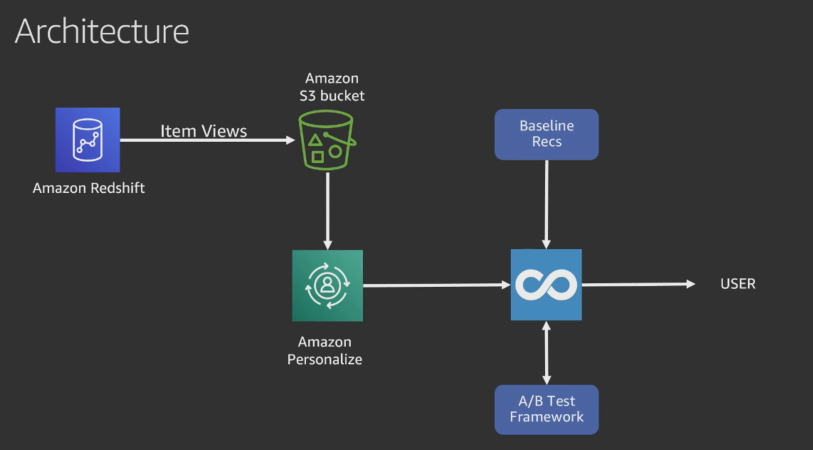 Architecture
Amazon
S3 bucket
Item Views
Amazon Redshift
Baseline
Recs
Amazon
Personalize
USER
A/B Test
Framework